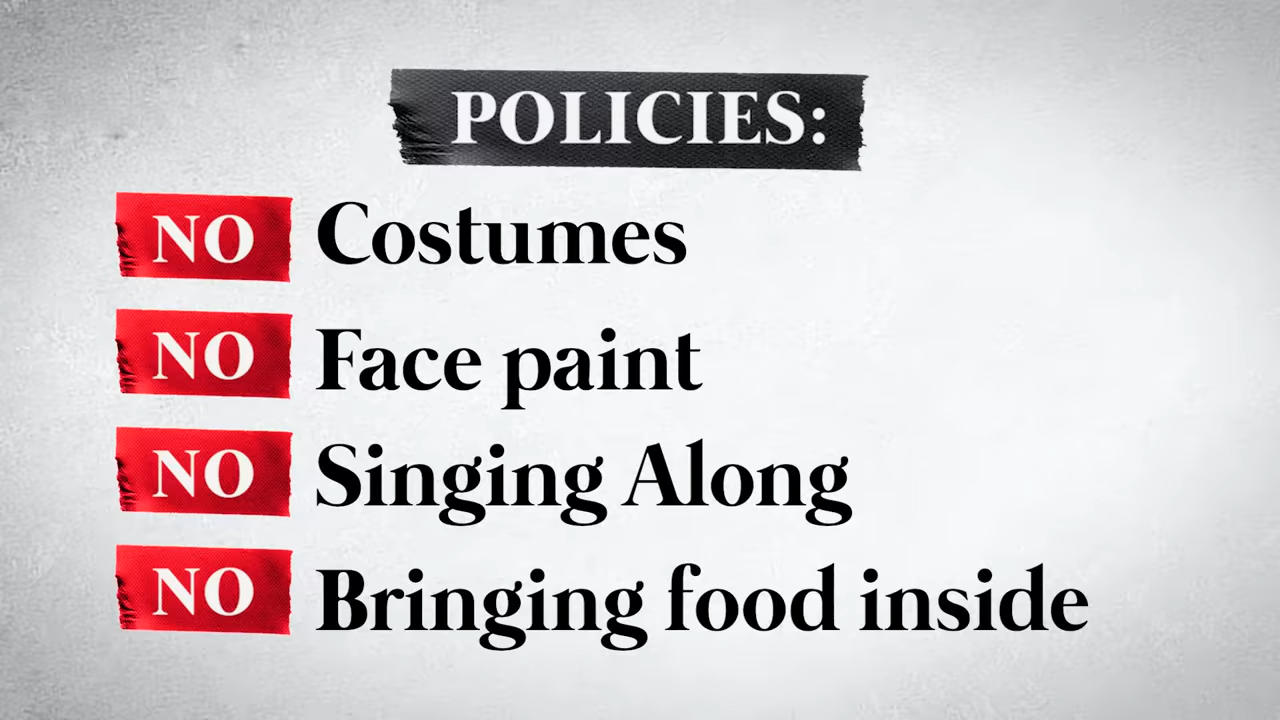 POLICIES:
NO Costumes
NO Face paint
NO Singing Along
NO Bringing food inside